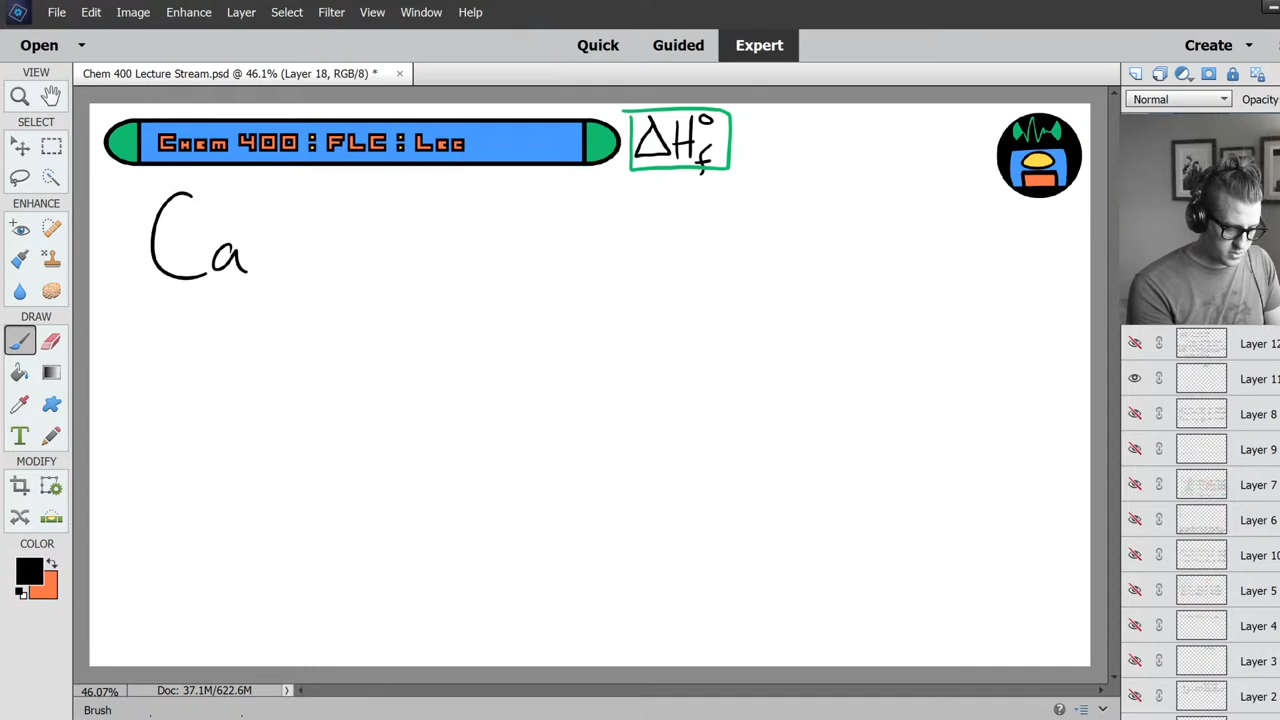 File Edit Image Enhance Layer Select Filter View Window Help
Open Quick Guided Expert Create
Chem 400 Lecture Stream.psd @ 46.1% (Layer 18, RGB/8) * ×
VIEW
SELECT
ENHANCE
DRAW
MODIFY
COLOR
Chem 400 : FLC : Lec
ΔH°f
Ca
Normal Opacity
Layer 12
Layer 11
Layer 8
Layer 9
Layer 7
Layer 6
Layer 10
Layer 5
Layer 4
Layer 3
Layer 2
46.07% Doc: 37.1M/622.6M
Brush